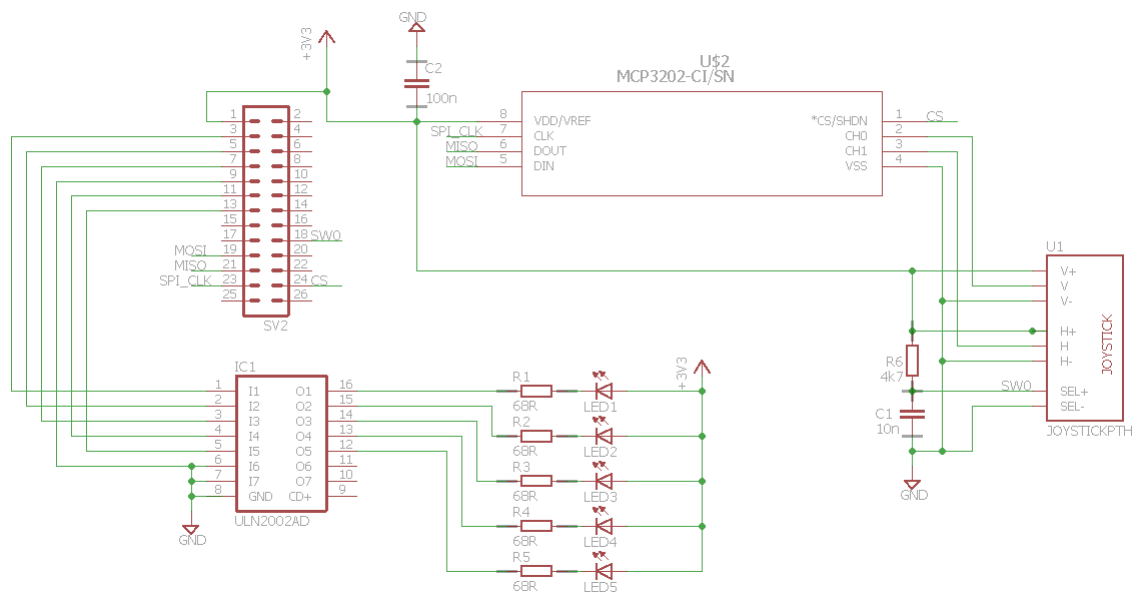 GND
+3V3
C2
100n
U$2
MCP3202-CI/SN
8 VDD/VREF *CS/SHDN 1 CS
SPI_CLK 7 CLK CH0 2
MISO 6 DOUT CH1 3
MOSI 5 DIN VSS 4
1 2
3 4
5 6
7 8
9 10
11 12
13 14
15 16
17 18 SW0
MOSI 19 20
MISO 21 22
SPI_CLK 23 24 CS
25 26
SV2
U1
V+
V
V-
H+
H
H-
SEL+
SEL-
JOYSTICK
JOYSTICKPTH
R6
4k7
SW0
C1
10n
GND
IC1
1 I1 O1 16
2 I2 O2 15
3 I3 O3 14
4 I4 O4 13
5 I5 O5 12
6 I6 O6 11
7 I7 O7 10
8 GND CD+ 9
ULN2002AD
GND
+3V3
R1
68R
LED1
R2
68R
LED2
R3
68R
LED3
R4
68R
LED4
R5
68R
LED5